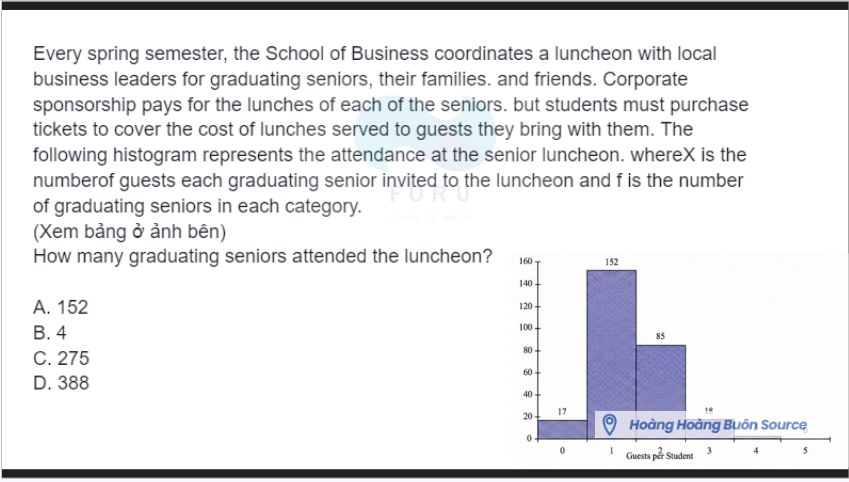 Every spring semester, the School of Business coordinates a luncheon with local
business leaders for graduating seniors, their families. and friends. Corporate
sponsorship pays for the lunches of each of the seniors. but students must purchase
tickets to cover the cost of lunches served to guests they bring with them. The
following histogram represents the attendance at the senior luncheon. whereX is the
numberof guests each graduating senior invited to the luncheon and f is the number
of graduating seniors in each category.
FORU
(Xem bảng ở ảnh bên)
How many graduating seniors attended the luncheon?
A. 152
B. 4
C. 275
D. 388
160
152
140
120
100
85
80
60
40
20
17
18
0
Hoàng Hoàng Buôn Source
0 1 2 3 4 5
Guests per Student